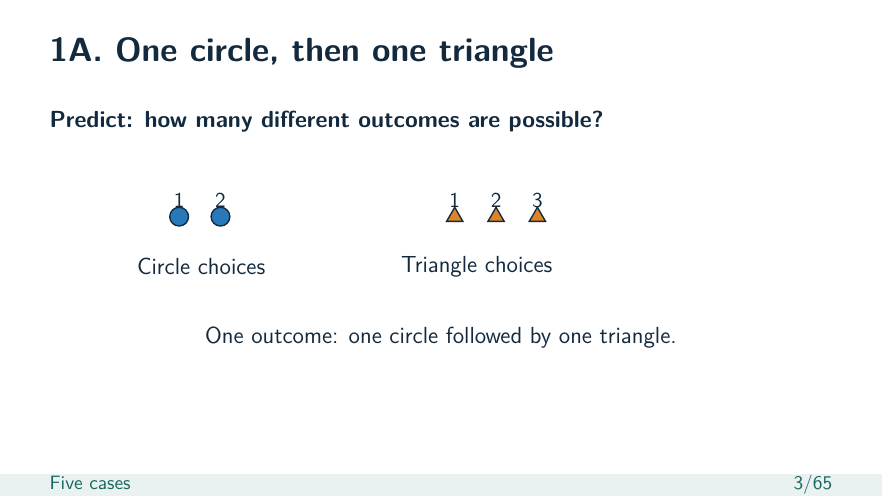 1A. One circle, then one triangle
Predict: how many different outcomes are possible?
1 2 1 2 3
Circle choices Triangle choices
One outcome: one circle followed by one triangle.
Five cases 3/65